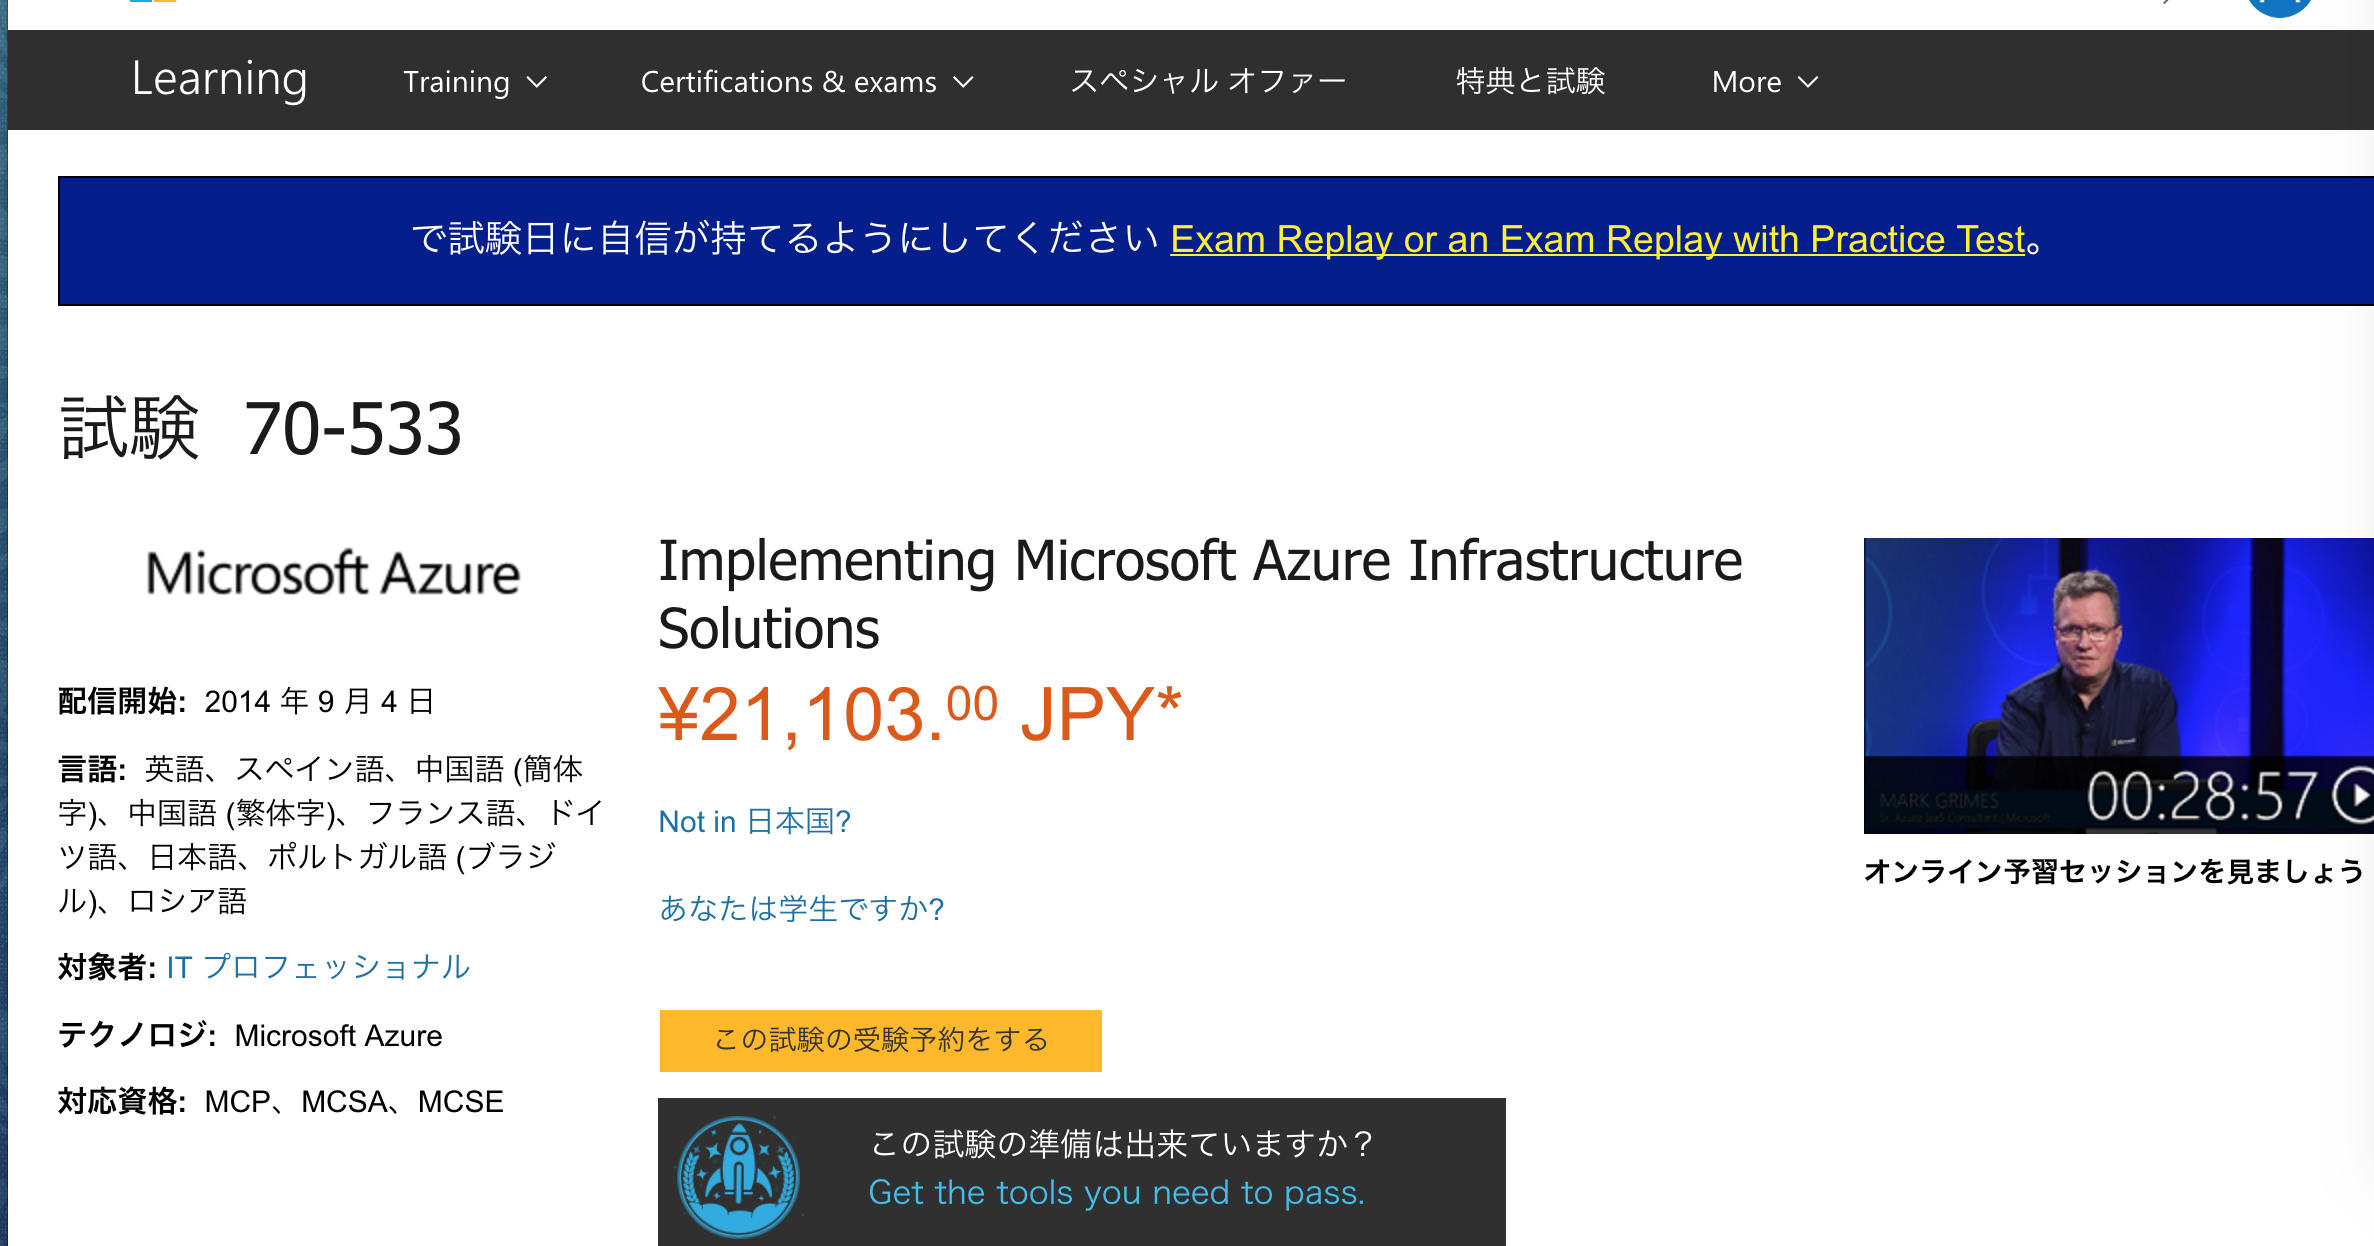 Learning Training Certifications & exams スペシャル オファー 特典と試験 More
で試験日に自信が持てるようにしてください Exam Replay or an Exam Replay with Practice Test。
試験 70-533
Microsoft Azure
配信開始: 2014 年 9 月 4 日
言語: 英語、スペイン語、中国語 (簡体
字)、中国語 (繁体字)、フランス語、ドイ
ツ語、日本語、ポルトガル語 (ブラジ
ル)、ロシア語
対象者: IT プロフェッショナル
テクノロジ: Microsoft Azure
対応資格: MCP、MCSA、MCSE
Implementing Microsoft Azure Infrastructure
Solutions
¥21,103.00 JPY*
Not in 日本国?
あなたは学生ですか?
この試験の受験予約をする
この試験の準備は出来ていますか？
Get the tools you need to pass.
MARK GRIMES
Sr. Azure IaaS Consultant | Microsoft
00:28:57
オンライン予習セッションを見ましょう